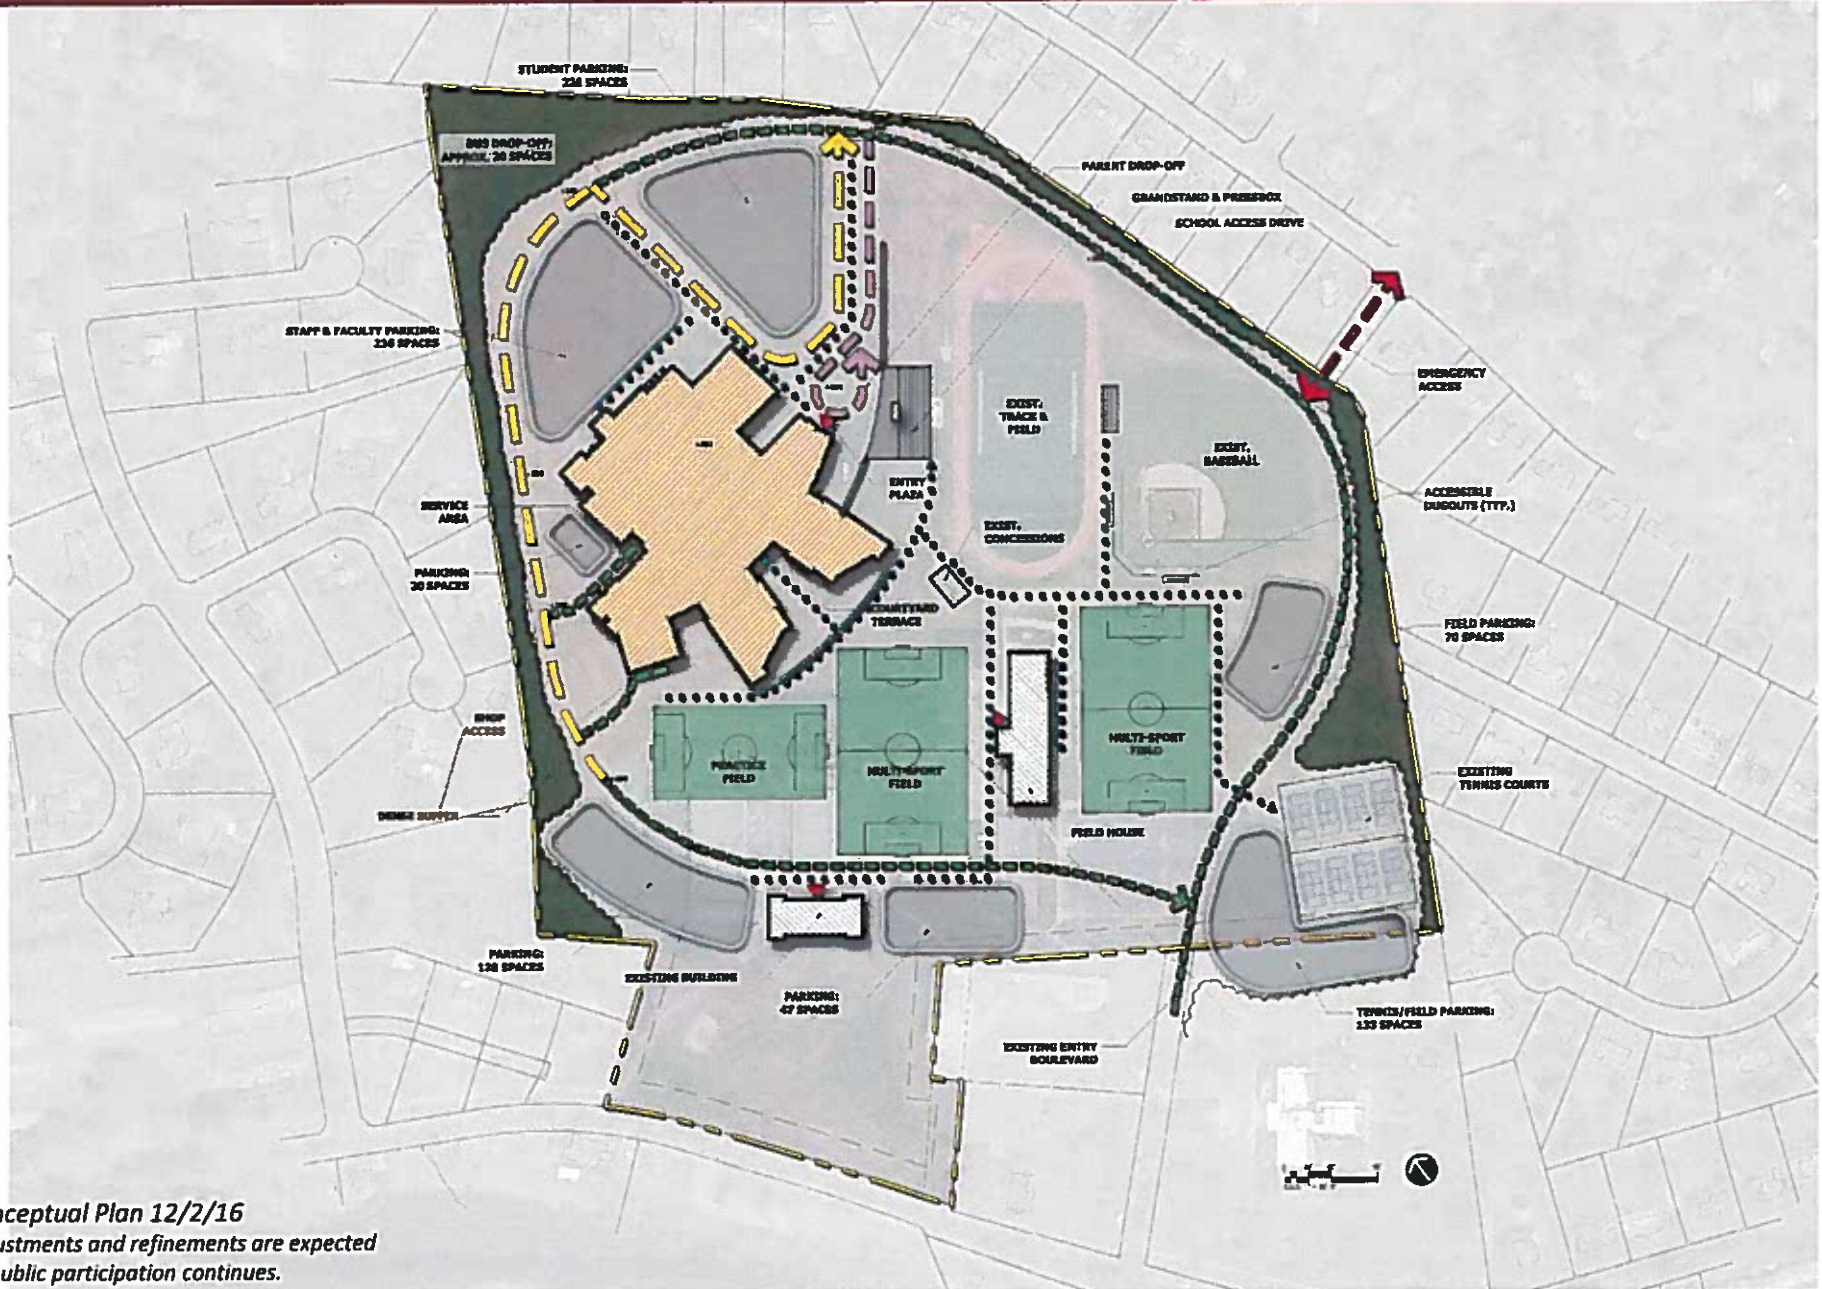 STUDENT PARKING:
SPACES
BUS DROP-OFF:
APPROX. 20 SPACES
PARENT DROP-OFF
GRANDSTAND & PRESSBOX
SCHOOL ACCESS DRIVE
STAFF & FACULTY PARKING:
SPACES
EMERGENCY
ACCESS
EXIST.
TRACK &
FIELD
EXIST.
BASEBALL
ENTRY
PLAZA
SERVICE
AREA
ACCESSIBLE
DUGOUTS (TYP.)
EXIST.
CONCESSIONS
PARKING:
SPACES
COURTYARD
TERRACE
FIELD PARKING:
70 SPACES
SHOP
ACCESS
PRACTICE
FIELD
MULTI-SPORT
FIELD
MULTI-SPORT
FIELD
EXISTING
TENNIS COURTS
DENSE BUFFER
FIELD HOUSE
PARKING:
SPACES
EXISTING BUILDING
PARKING:
47 SPACES
TENNIS/FIELD PARKING:
133 SPACES
EXISTING ENTRY
BOULEVARD
nceptual Plan 12/2/16
ustments and refinements are expected
ublic participation continues.